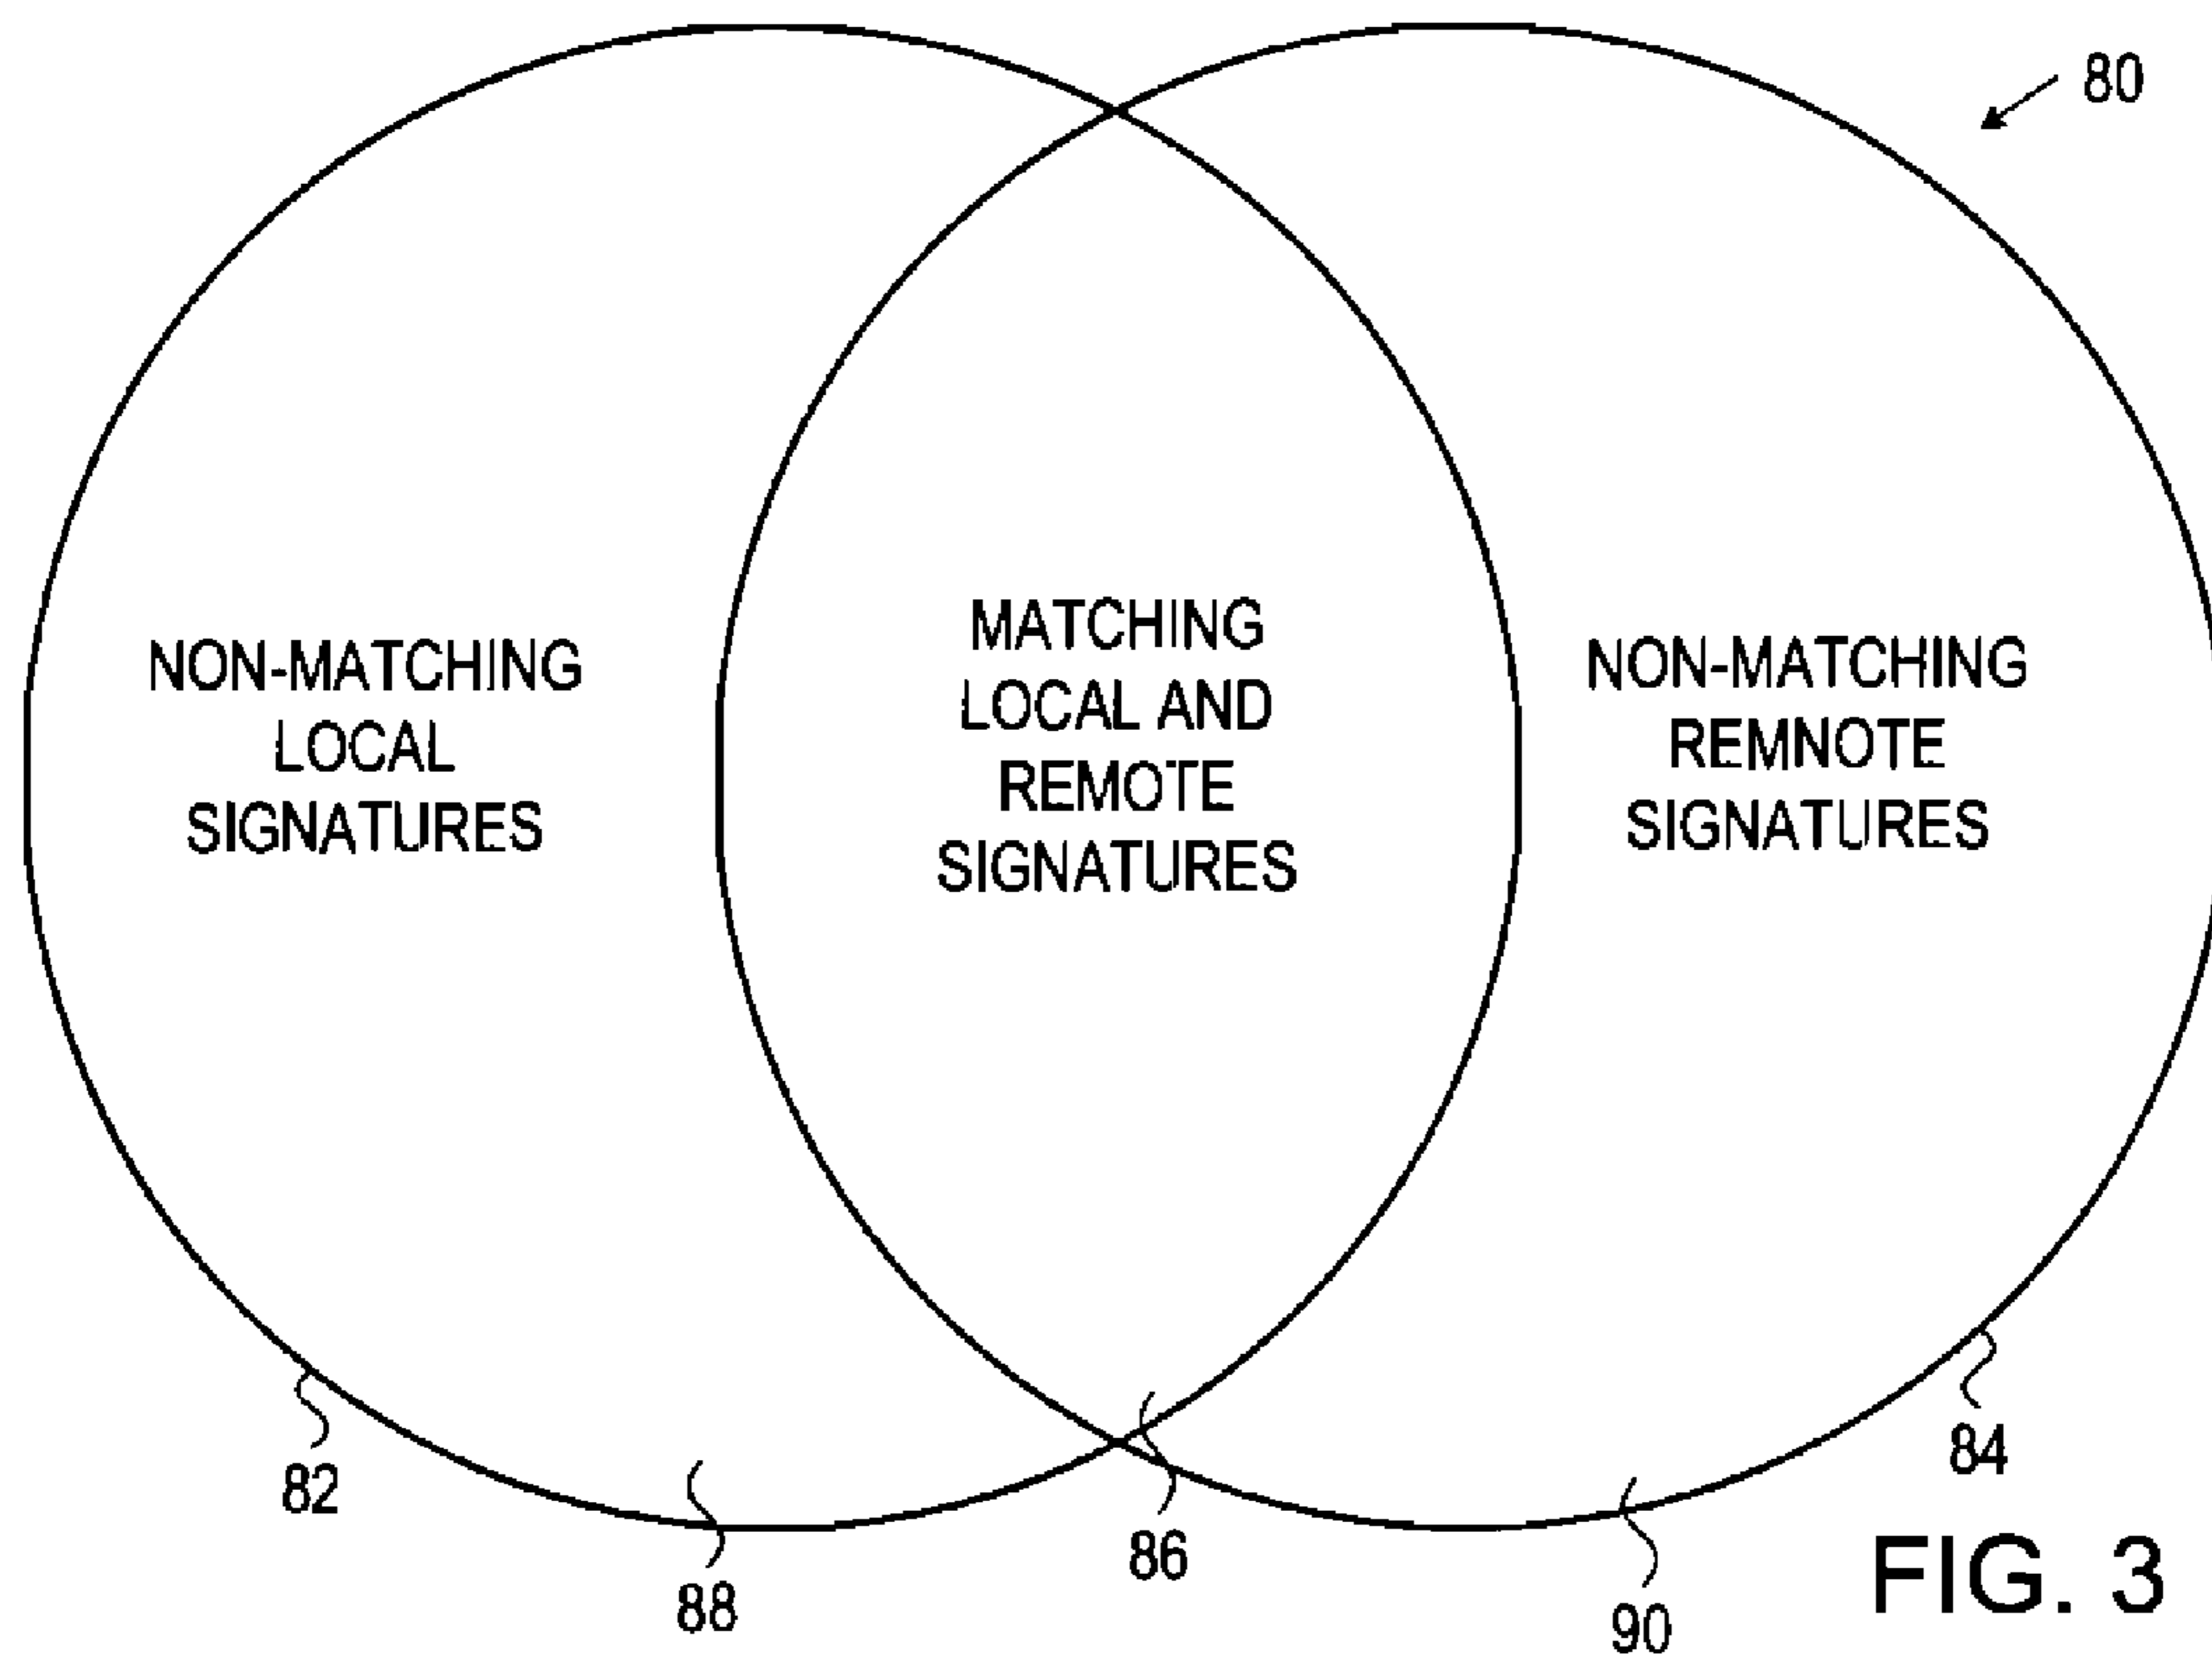 80
NON-MATCHING
LOCAL
SIGNATURES
MATCHING
LOCAL AND
REMOTE
SIGNATURES
NON-MATCHING
REMNOTE
SIGNATURES
82
88
86
90
84
FIG. 3